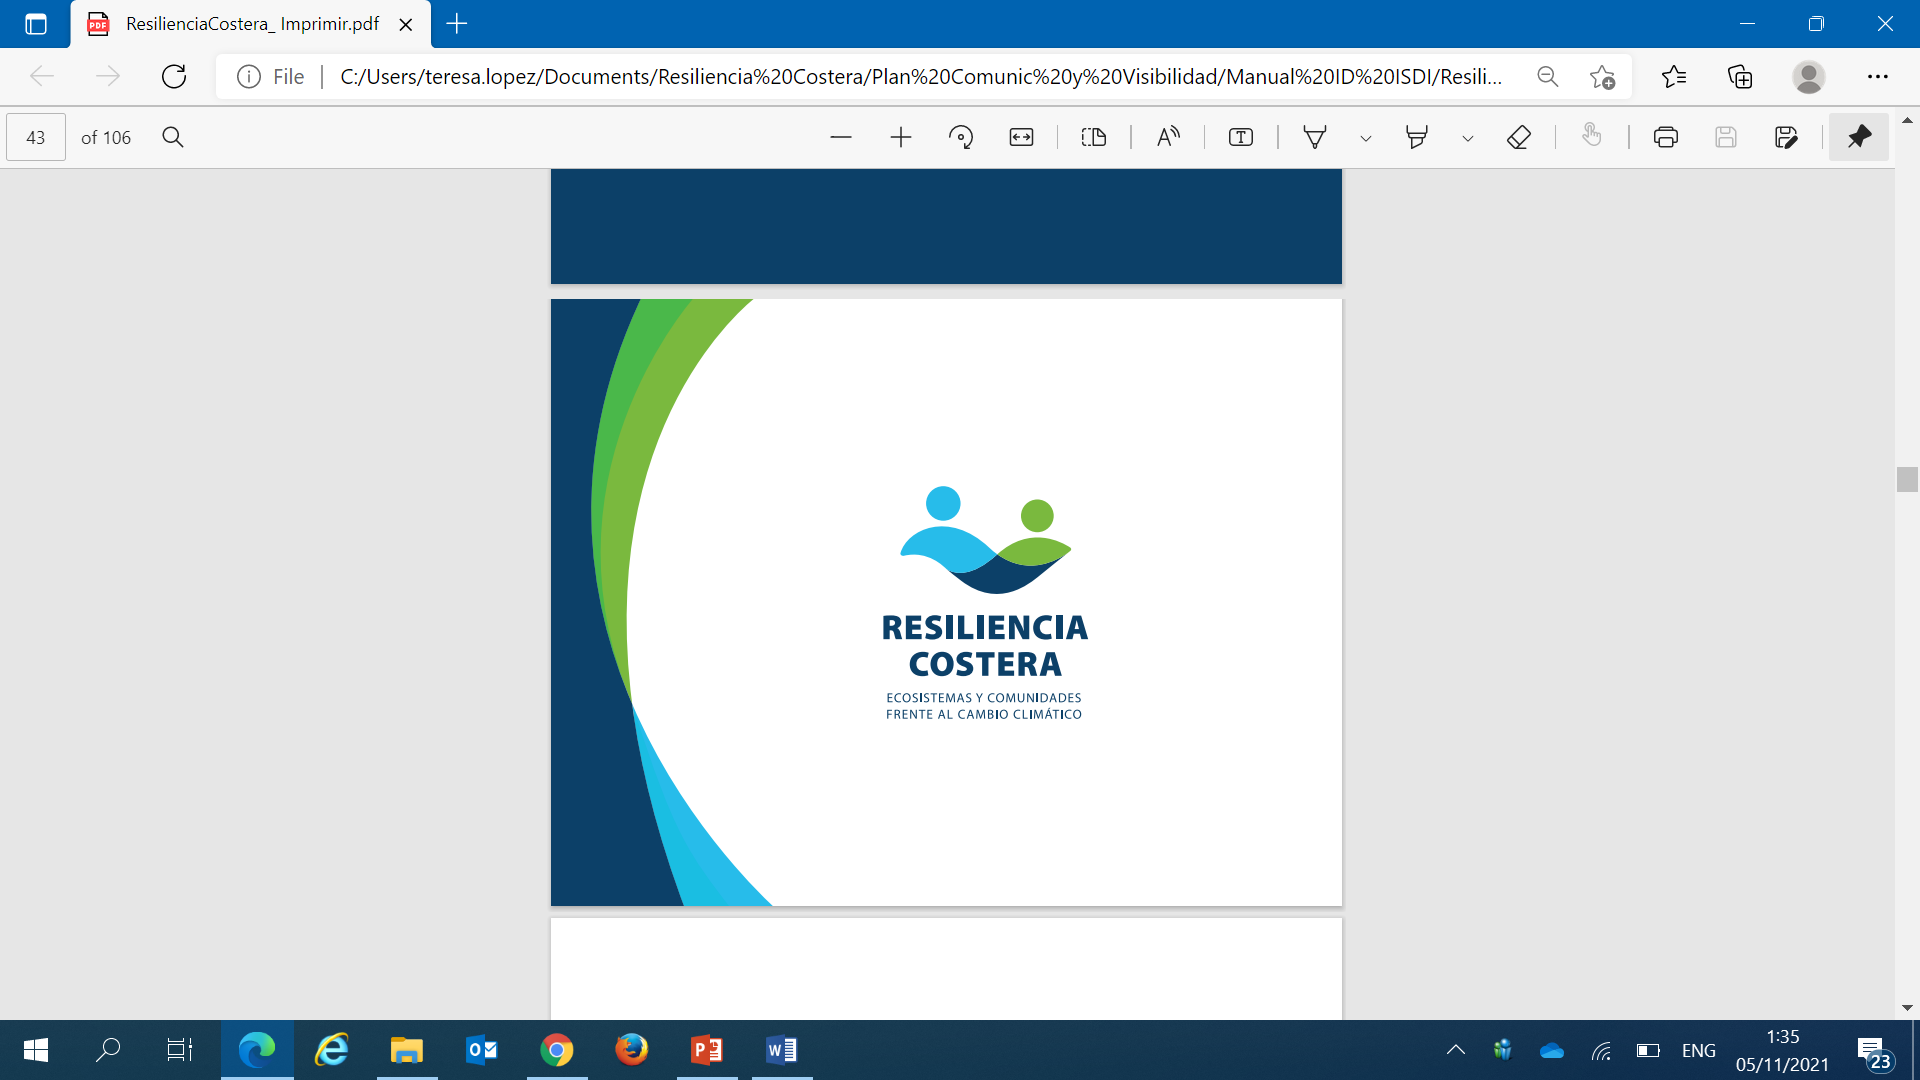 ResilienciaCostera_ Imprimir.pdf
File
C:/Users/teresa.lopez/Documents/Resiliencia%20Costera/Plan%20Comunic%20y%20Visibilidad/Manual%20ID%20ISDI/Resili...
43 of 106
RESILIENCIA
COSTERA
ECOSISTEMAS Y COMUNIDADES
FRENTE AL CAMBIO CLIMÁTICO
ENG
1:35
05/11/2021
23